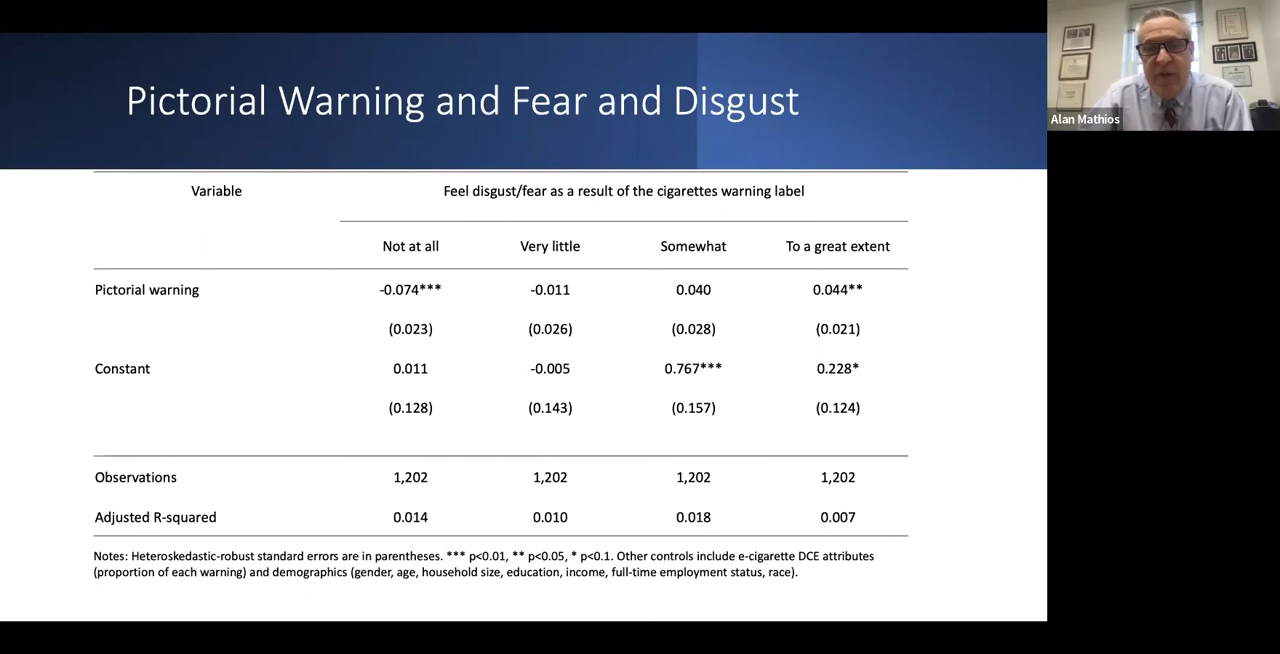 Pictorial Warning and Fear and Disgust
Alan Mathios
Variable Feel disgust/fear as a result of the cigarettes warning label
Not at all Very little Somewhat To a great extent
Pictorial warning -0.074*** -0.011 0.040 0.044**
(0.023) (0.026) (0.028) (0.021)
Constant 0.011 -0.005 0.767*** 0.228*
(0.128) (0.143) (0.157) (0.124)
Observations 1,202 1,202 1,202 1,202
Adjusted R-squared 0.014 0.010 0.018 0.007
Notes: Heteroskedastic-robust standard errors are in parentheses. *** p<0.01, ** p<0.05, * p<0.1. Other controls include e-cigarette DCE attributes
(proportion of each warning) and demographics (gender, age, household size, education, income, full-time employment status, race).